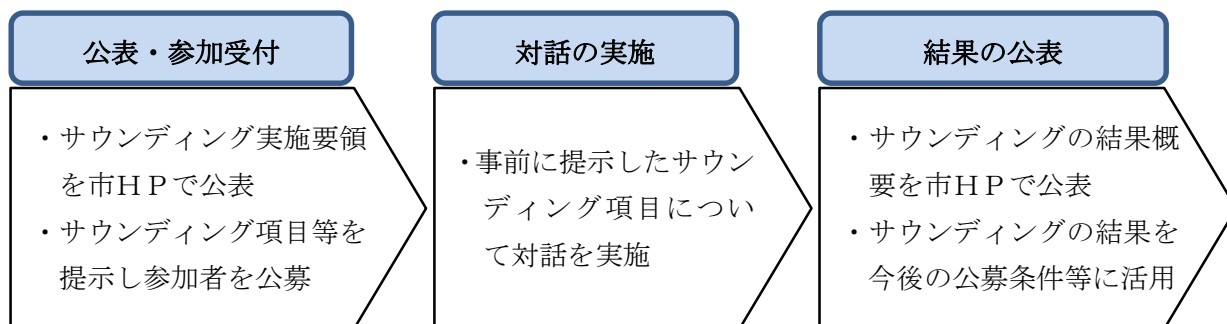 公表・参加受付
・サウンディング実施要領
を市ＨＰで公表
・サウンディング項目等を
提示し参加者を公募
対話の実施
・事前に提示したサウン
ディング項目につい
て対話を実施
結果の公表
・サウンディングの結果概
要を市ＨＰで公表
・サウンディングの結果を
今後の公募条件等に活用